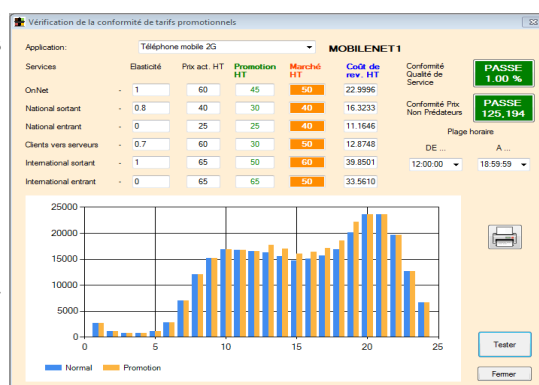 Vérification de la conformité de tarifs promotionnels
Application: Téléphone mobile 2G MOBILENET1
Services Elasticité Prix act. HT Promotion HT Marché HT Coût de rev. HT
OnNet - 1 60 45 50 22.9996
National sortant - 0.8 40 30 40 16.3233
National entrant - 0 25 25 40 11.1646
Clients vers serveurs - 0.7 60 30 50 12.8748
International sortant - 1 65 50 60 39.8501
International entrant - 0 65 65 65 33.5610
Conformité Qualité de Service PASSE 1.00 %
Conformité Prix Non Prédateurs PASSE 125,194
Plage horaire
DE ... A ...
12:00:00 18:59:59
25000
20000
15000
10000
5000
0
0 5 10 15 20 25
Normal Promotion
Tester
Fermer